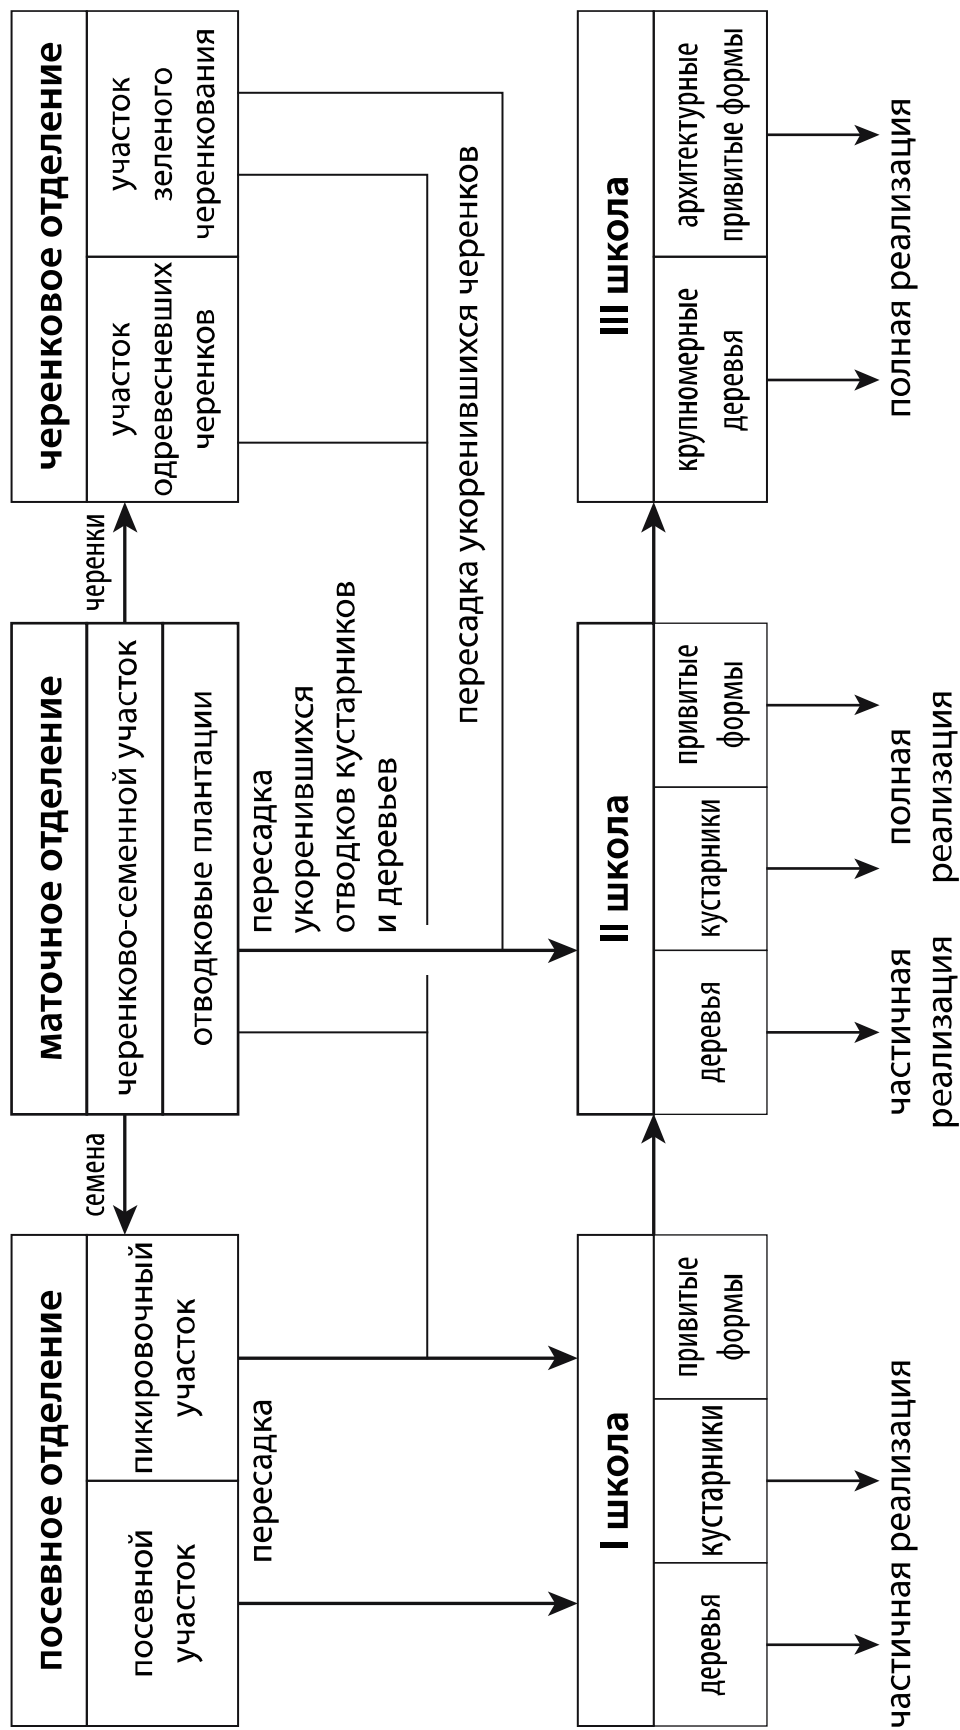 посевное отделение
посевной
участок
пикировочный
участок
семена
маточное отделение
черенково-семенной участок
отводковые плантации
черенки
черенковое отделение
участок
одревесневших
черенков
участок
зеленого
черенкования
пересадка
пересадка
укоренившихся
отводков кустарников
и деревьев
пересадка укоренившихся черенков
I школа
деревья
кустарники
привитые
формы
частичная реализация
II школа
деревья
кустарники
привитые
формы
частичная
реализация
полная
реализация
III школа
крупномерные
деревья
архитектурные
привитые формы
полная реализация